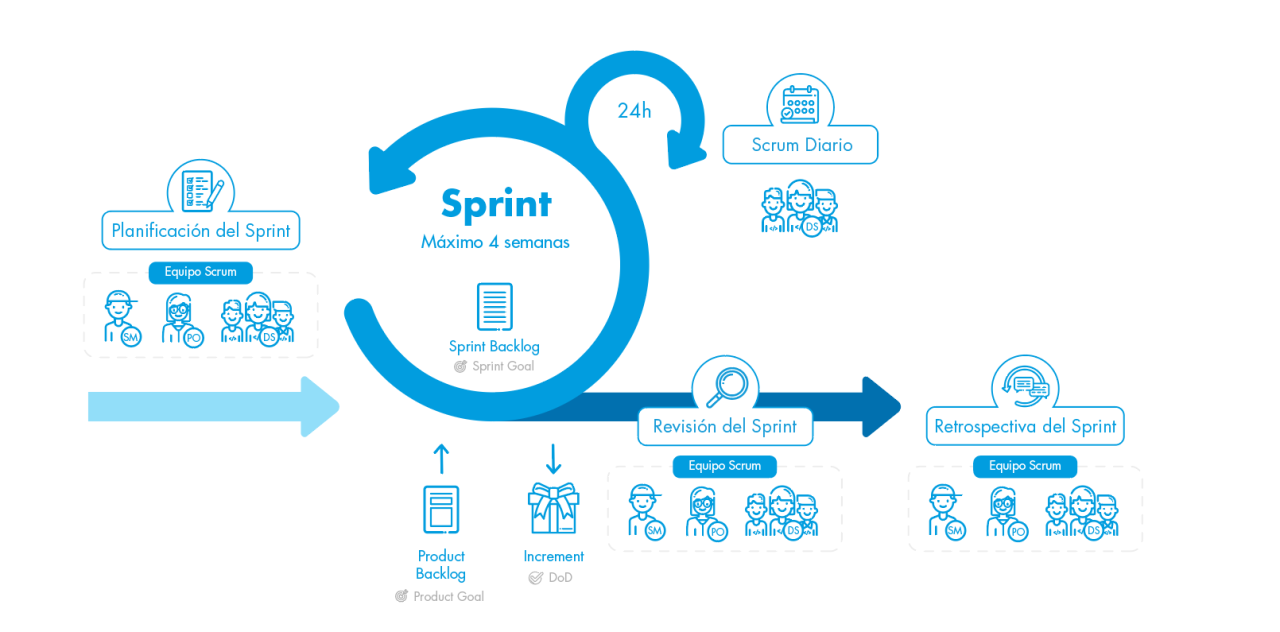 24h
Scrum Diario
DS
Sprint
Máximo 4 semanas
Planificación del Sprint
Equipo Scrum
SM
PO
DS
Sprint Backlog
Sprint Goal
Revisión del Sprint
Equipo Scrum
SM
PO
DS
Retrospectiva del Sprint
Equipo Scrum
SM
PO
DS
Product
Backlog
Product Goal
Increment
DoD